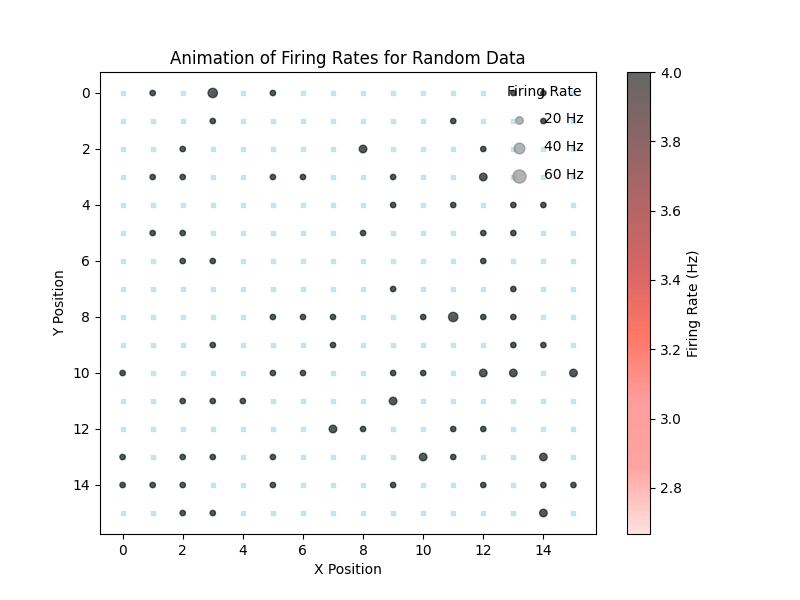 Animation of Firing Rates for Random Data
Firing Rate
20 Hz
40 Hz
60 Hz
0
2
4
6
8
10
12
14
Y Position
0 2 4 6 8 10 12 14
X Position
4.0
3.8
3.6
3.4
3.2
3.0
2.8
Firing Rate (Hz)